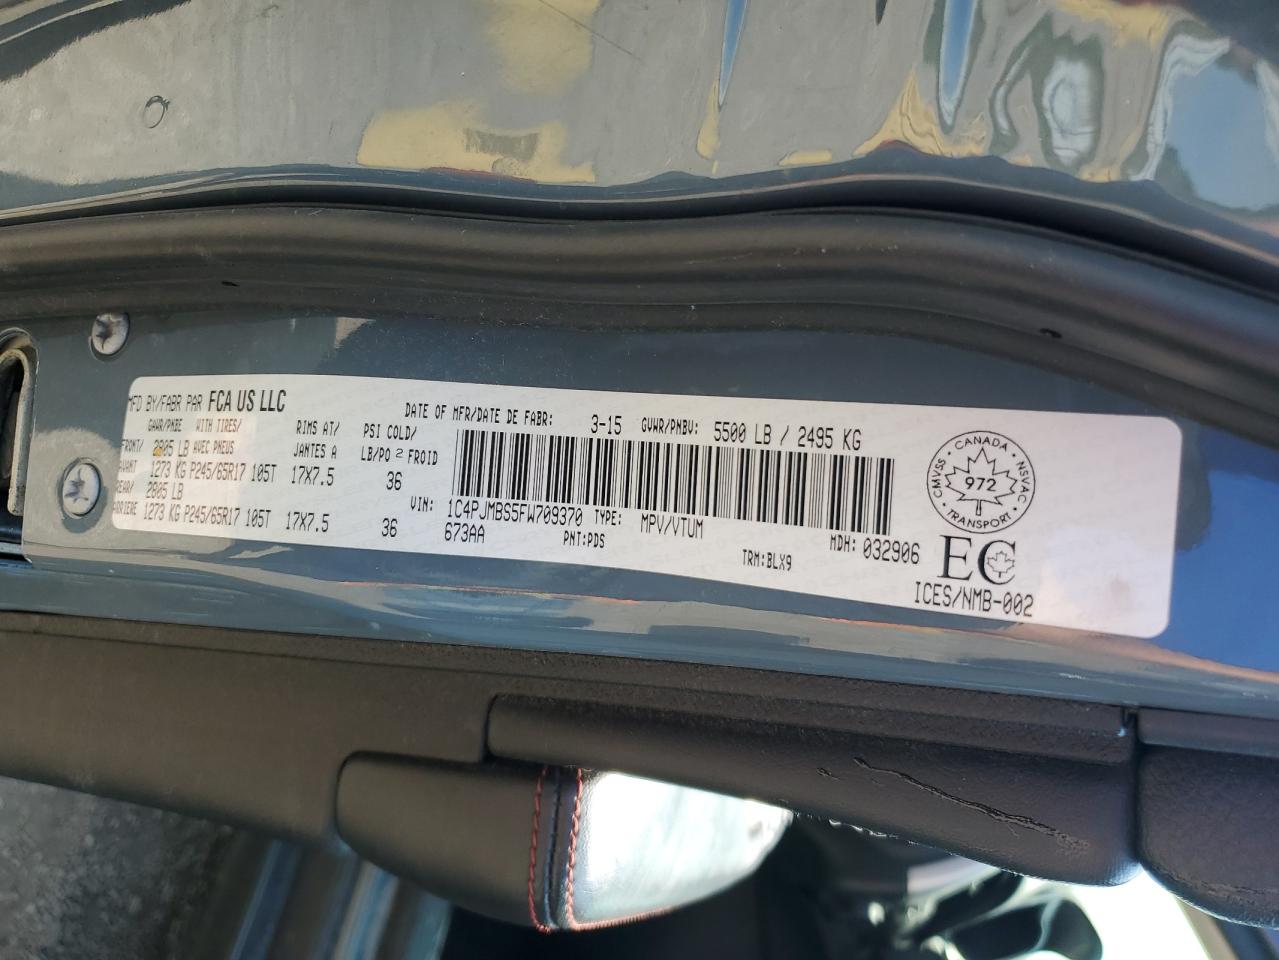 MFD BY/FABR PAR FCA US LLC
DATE OF MFR/DATE DE FABR: 3-15 GVWR/PNBV: 5500 LB / 2495 KG
GAWR/PNBE WITH TIRES/ RIMS AT/ PSI COLD/
FRONT/ 2805 LB AVEC PNEUS JANTES A LB/PO 2 FROID
AVANT 1273 KG P245/65R17 105T 17X7.5 36
REAR/ 2805 LB
ARRIERE 1273 KG P245/65R17 105T 17X7.5 36
VIN: 1C4PJMBS5FW709370 TYPE: MPV/VTUM MDH: 032906
673AA PNT:PDS TRM:BLX9
CANADA
CMVSS NSVAC
972
TRANSPORT
EC
ICES/NMB-002